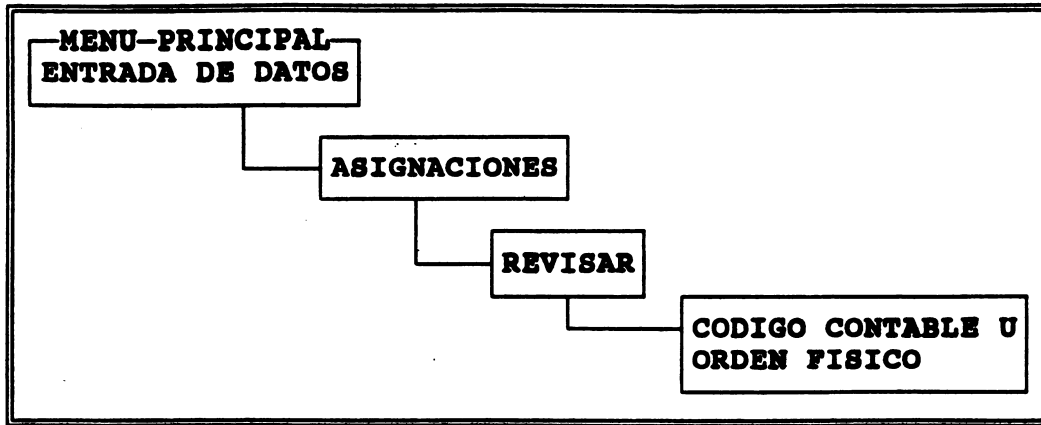 MENU-PRINCIPAL
ENTRADA DE DATOS
ASIGNACIONES
REVISAR
CODIGO CONTABLE U
ORDEN FISICO